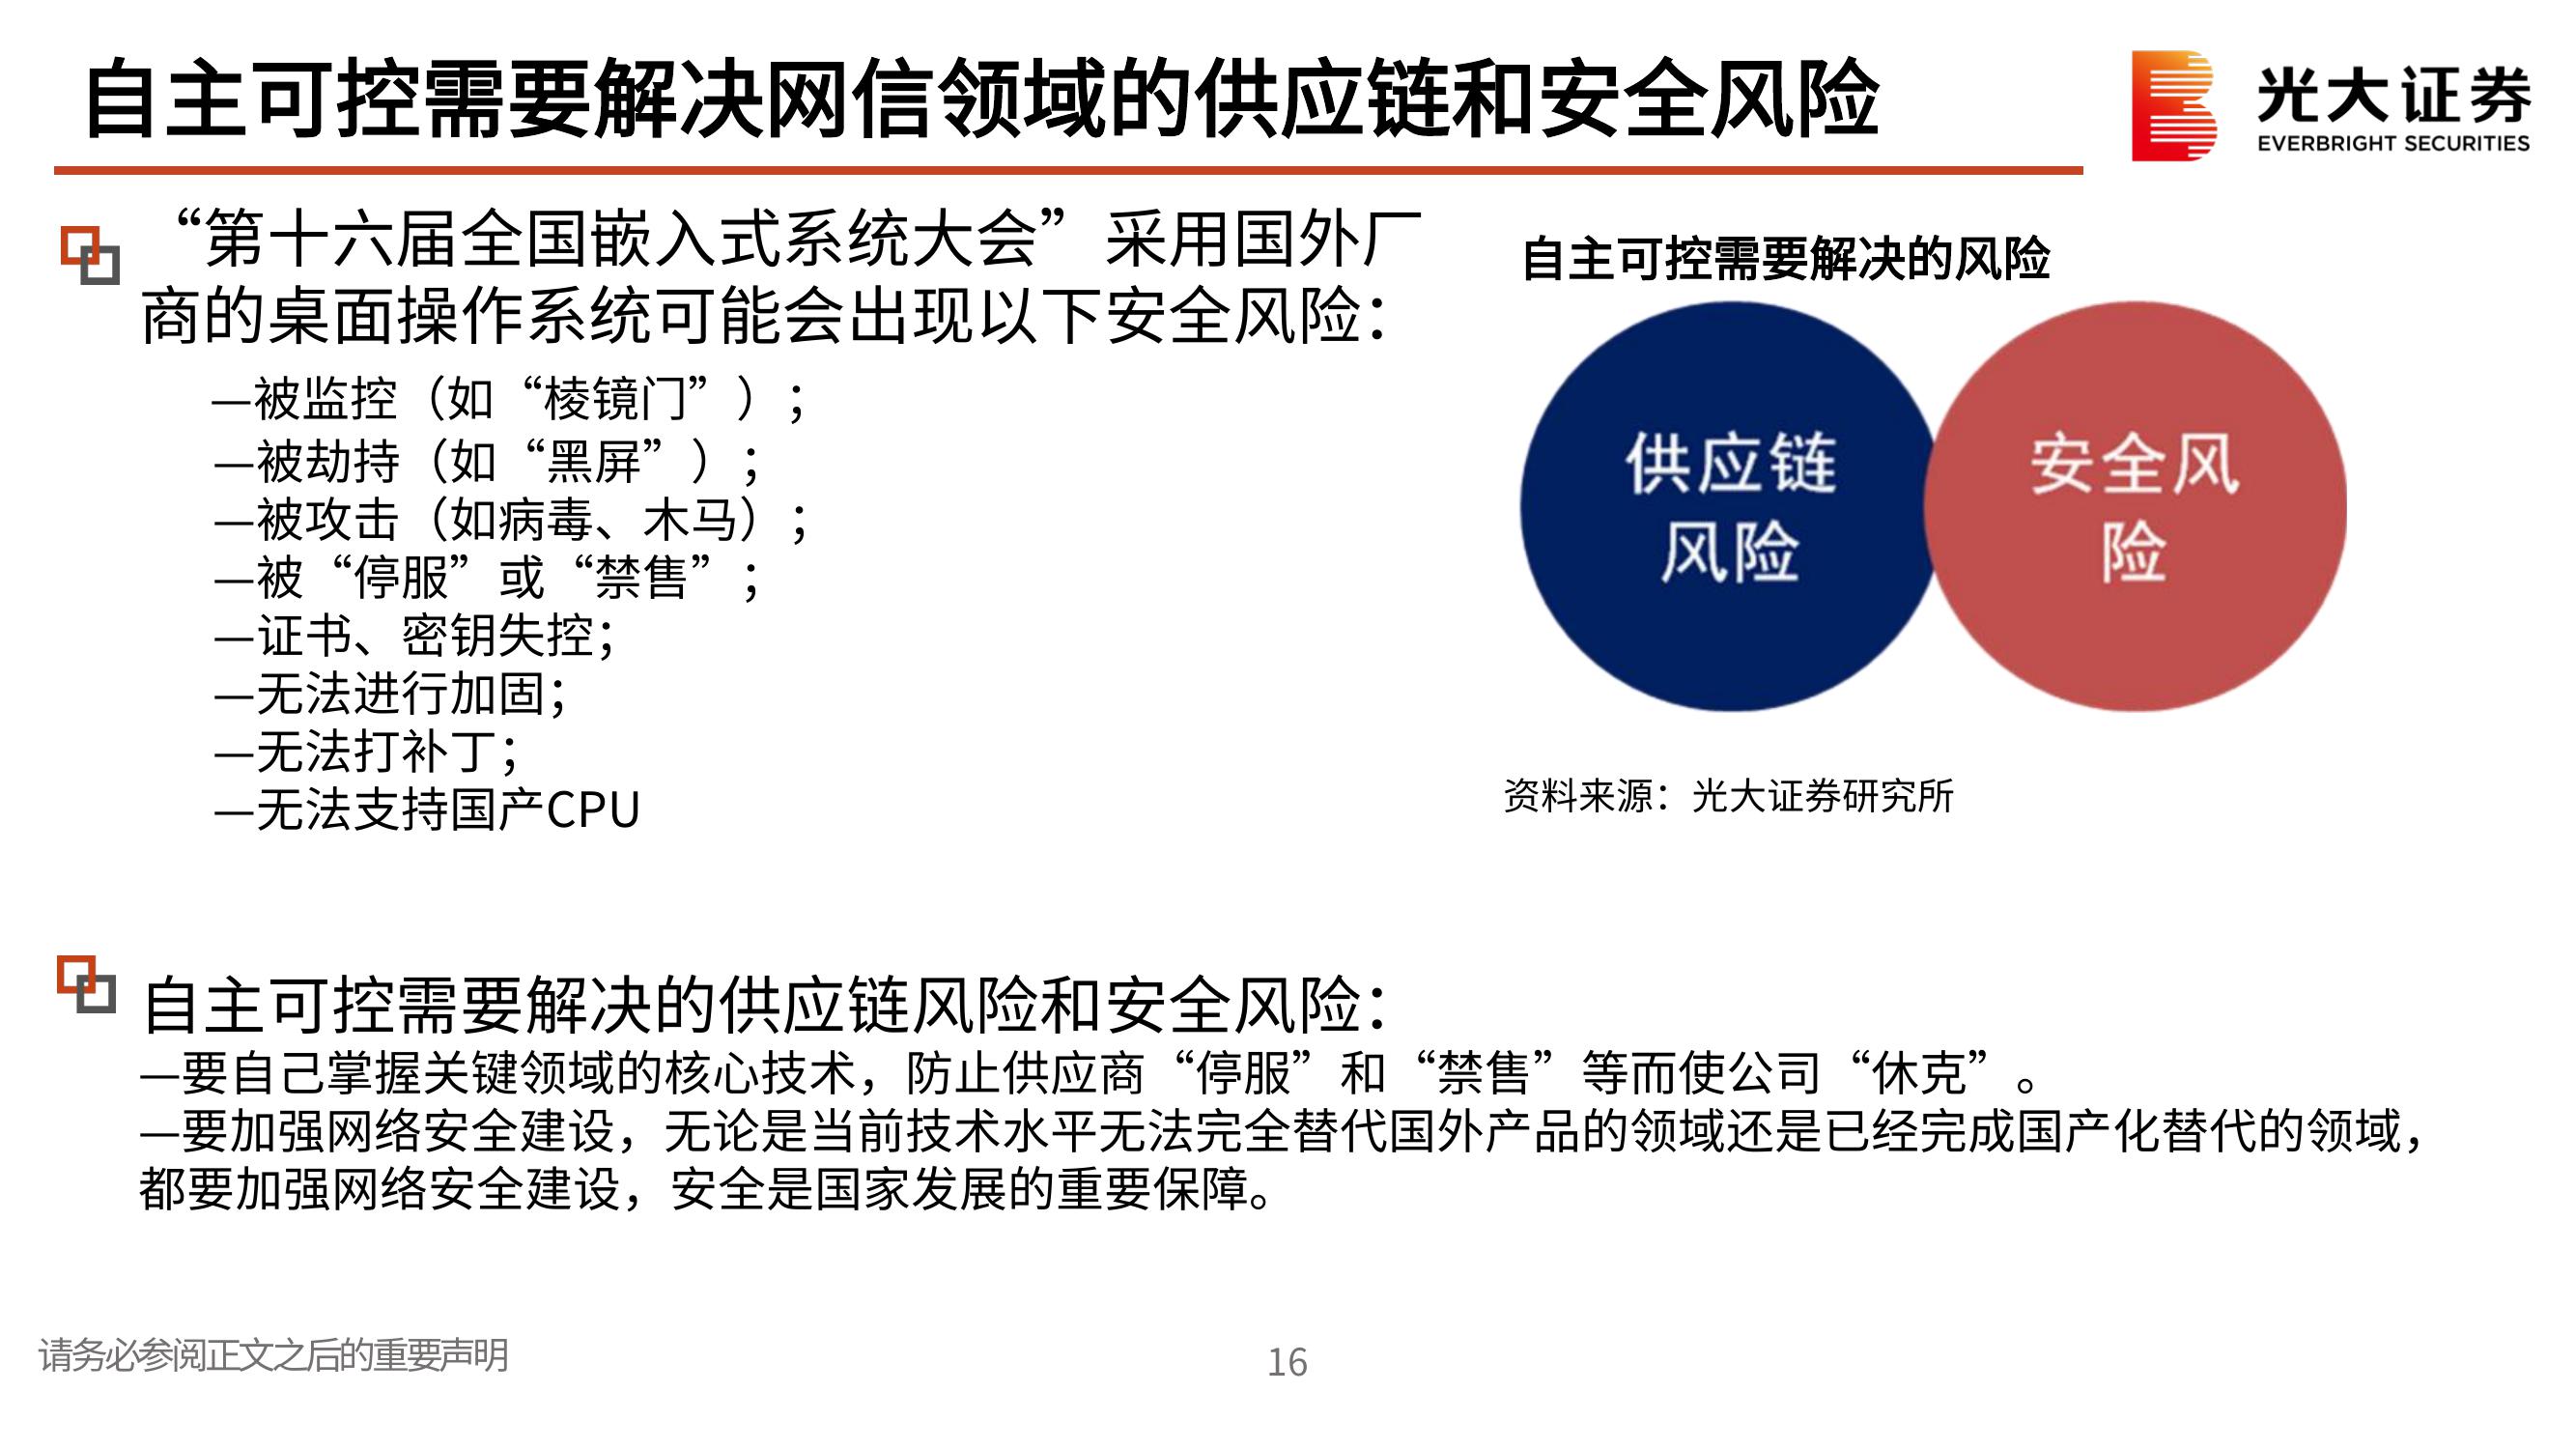 自主可控需要解决网信领域的供应链和安全风险
光大证券
EVERBRIGHT SECURITIES
“第十六届全国嵌入式系统大会”采用国外厂
商的桌面操作系统可能会出现以下安全风险：
—被监控（如“棱镜门”）；
—被劫持（如“黑屏”）；
—被攻击（如病毒、木马）；
—被“停服”或“禁售”；
—证书、密钥失控；
—无法进行加固；
—无法打补丁；
—无法支持国产CPU
自主可控需要解决的风险
供应链
风险
安全风
险
资料来源：光大证券研究所
自主可控需要解决的供应链风险和安全风险：
—要自己掌握关键领域的核心技术，防止供应商“停服”和“禁售”等而使公司“休克”。
—要加强网络安全建设，无论是当前技术水平无法完全替代国外产品的领域还是已经完成国产化替代的领域，
都要加强网络安全建设，安全是国家发展的重要保障。
请务必参阅正文之后的重要声明
16